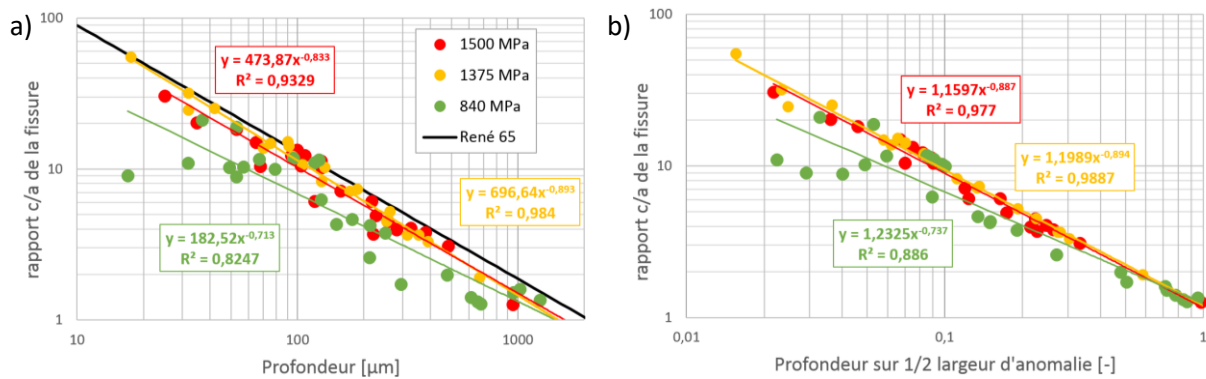 a)
rapport c/a de la fissure
100
10
1
y = 473,87x-0,833
R² = 0,9329
1500 MPa
1375 MPa
840 MPa
René 65
y = 696,64x-0,893
R² = 0,984
y = 182,52x-0,713
R² = 0,8247
10
100
1000
Profondeur [µm]
b)
rapport c/a de la fissure
100
10
1
y = 1,1597x-0,887
R² = 0,977
y = 1,1989x-0,894
R² = 0,9887
y = 1,2325x-0,737
R² = 0,886
0,01
0,1
1
Profondeur sur 1/2 largeur d'anomalie [-]